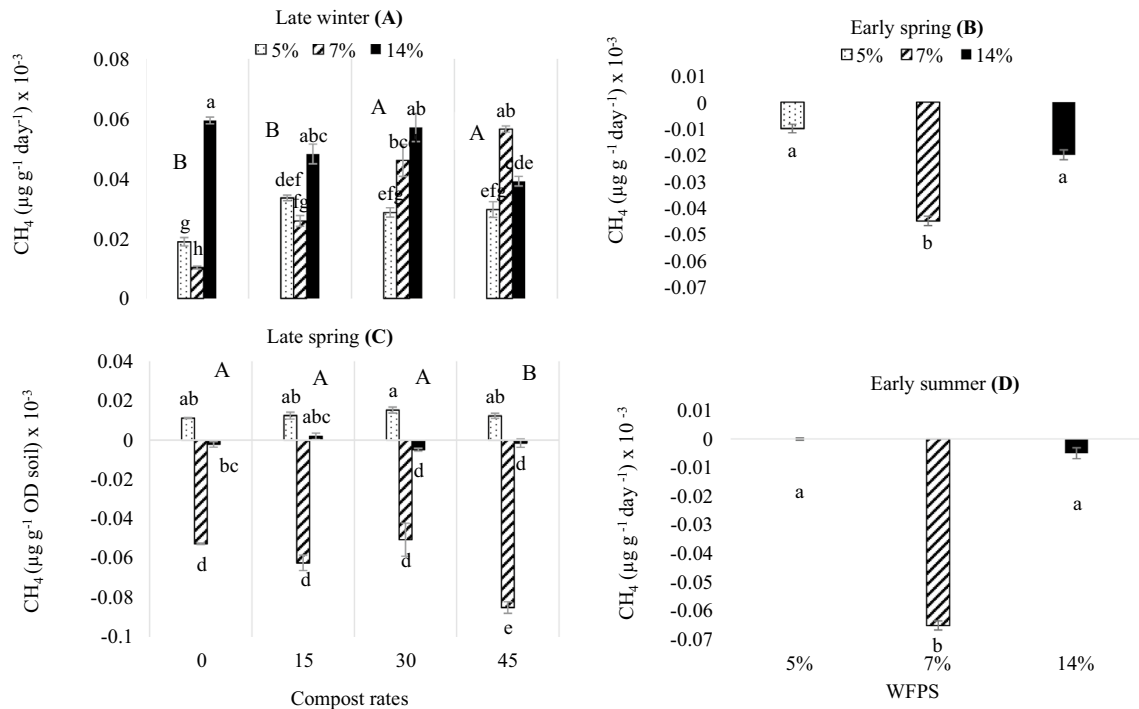 Late winter (A)
5% 7% 14%
CH₄ (µg g⁻¹ day⁻¹) x 10⁻³
0.08
0.06
0.04
0.02
0
B
g
h
a
B
def
fg
abc
A
efg
bc
ab
A
efg
ab
cde
Early spring (B)
5% 7% 14%
CH₄ (µg g⁻¹ day⁻¹) x 10⁻³
0.01
0
-0.01
-0.02
-0.03
-0.04
-0.05
-0.06
-0.07
a
b
a
Late spring (C)
CH₄ (µg g⁻¹ OD soil) x 10⁻³
0.04
0.02
0
-0.02
-0.04
-0.06
-0.08
-0.1
A
ab
d
bc
A
ab
d
abc
A
a
d
d
B
ab
e
d
0 15 30 45
Compost rates
Early summer (D)
CH₄ (µg g⁻¹ day⁻¹) x 10⁻³
0.01
0
-0.01
-0.02
-0.03
-0.04
-0.05
-0.06
-0.07
a
b
a
5% 7% 14%
WFPS